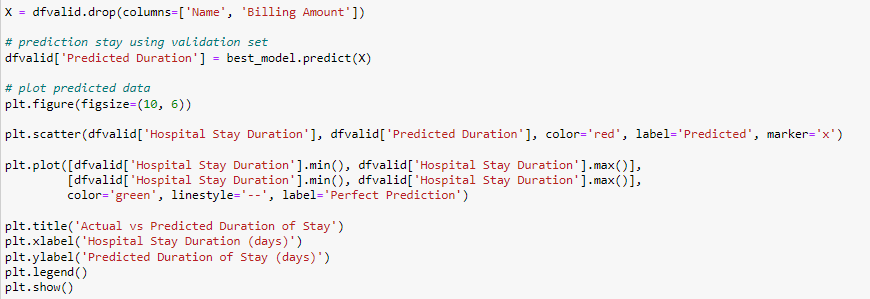 X = dfvalid.drop(columns=['Name', 'Billing Amount'])
# prediction stay using validation set
dfvalid['Predicted Duration'] = best_model.predict(X)
# plot predicted data
plt.figure(figsize=(10, 6))
plt.scatter(dfvalid['Hospital Stay Duration'], dfvalid['Predicted Duration'], color='red', label='Predicted', marker='x')
plt.plot([dfvalid['Hospital Stay Duration'].min(), dfvalid['Hospital Stay Duration'].max()],
[dfvalid['Hospital Stay Duration'].min(), dfvalid['Hospital Stay Duration'].max()],
color='green', linestyle='--', label='Perfect Prediction')
plt.title('Actual vs Predicted Duration of Stay')
plt.xlabel('Hospital Stay Duration (days)')
plt.ylabel('Predicted Duration of Stay (days)')
plt.legend()
plt.show()